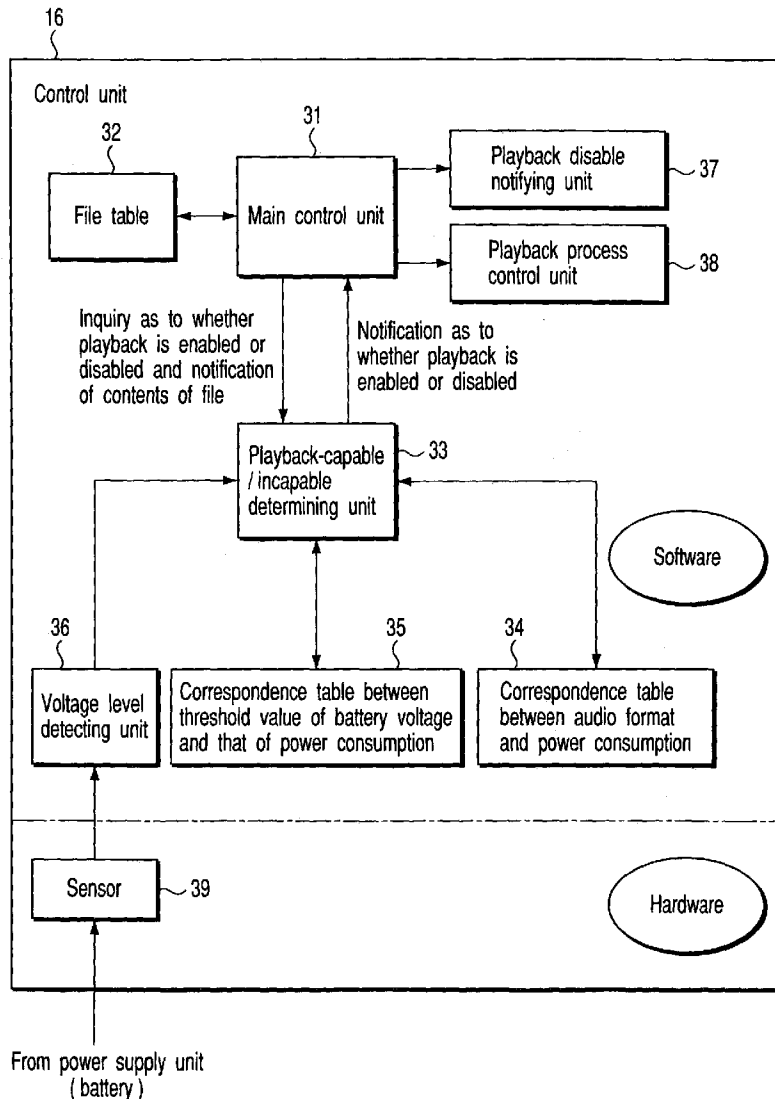 16
Control unit
32
File table
31
Main control unit
Playback disable
notifying unit
37
Playback process
control unit
38
Inquiry as to whether
playback is enabled or
disabled and notification
of contents of file
Notification as to
whether playback is
enabled or disabled
Playback-capable
/ incapable
determining unit
33
Software
36
Voltage level
detecting unit
35
Correspondence table between
threshold value of battery voltage
and that of power consumption
34
Correspondence table
between audio format
and power consumption
Sensor
39
Hardware
From power supply unit
( battery )